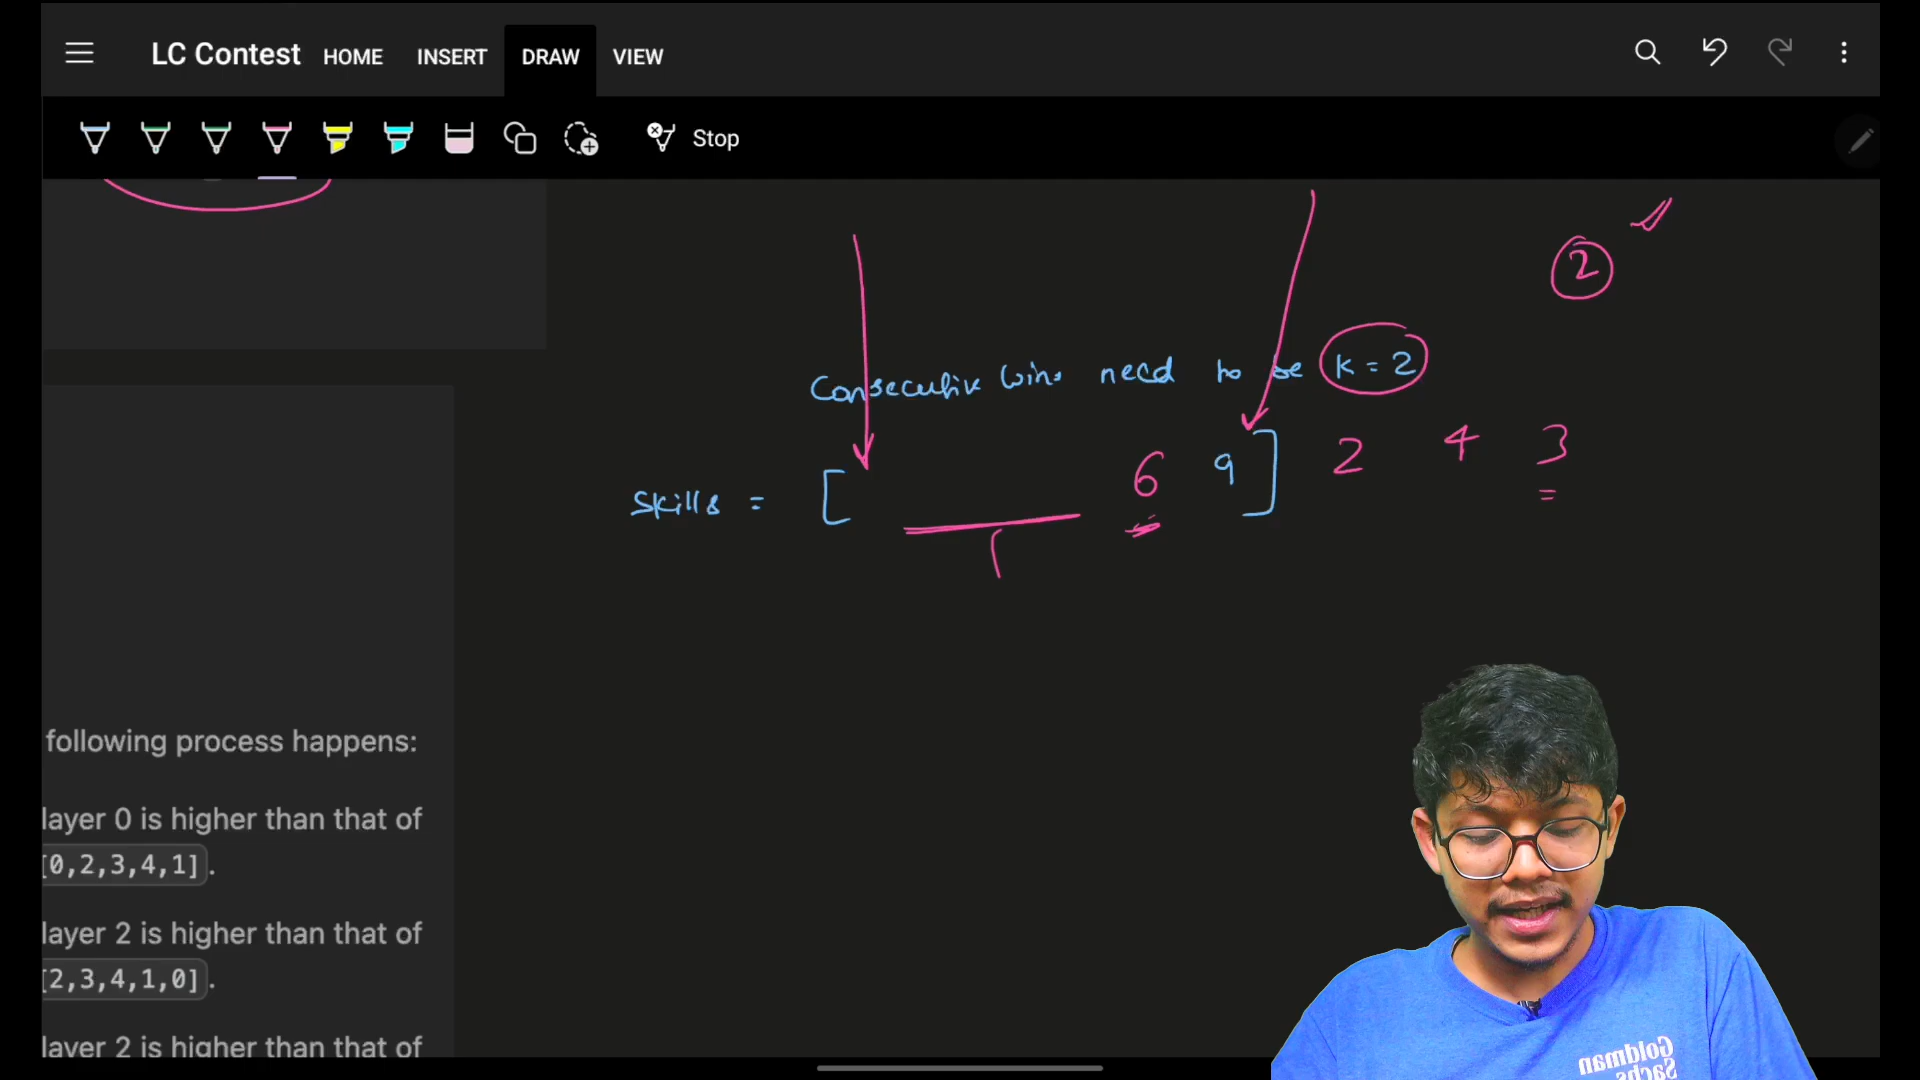 LC Contest HOME INSERT DRAW VIEW
Stop
2
Consecutive wins need to be k = 2
Skills = [ 6 9 ] 2 4 3
following process happens:
layer 0 is higher than that of
[0,2,3,4,1].
layer 2 is higher than that of
[2,3,4,1,0].
layer 2 is higher than that of
Goldman
Sachs